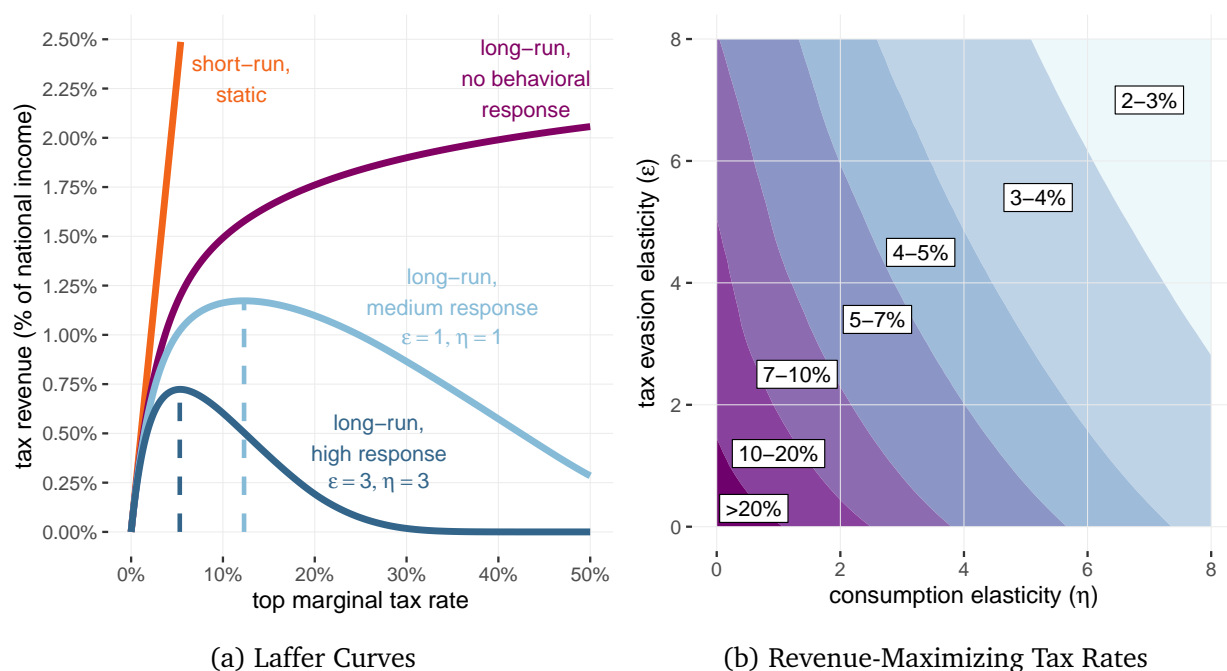 2.50%
2.25%
2.00%
1.75%
1.50%
1.25%
1.00%
0.75%
0.50%
0.25%
0.00%
tax revenue (% of national income)
short-run,
static
long-run,
no behavioral
response
long-run,
medium response
ε = 1, η = 1
long-run,
high response
ε = 3, η = 3
0%
10%
20%
30%
40%
50%
top marginal tax rate
(a) Laffer Curves
8
6
4
2
0
tax evasion elasticity (ε)
2–3%
3–4%
4–5%
5–7%
7–10%
10–20%
>20%
0
2
4
6
8
consumption elasticity (η)
(b) Revenue-Maximizing Tax Rates